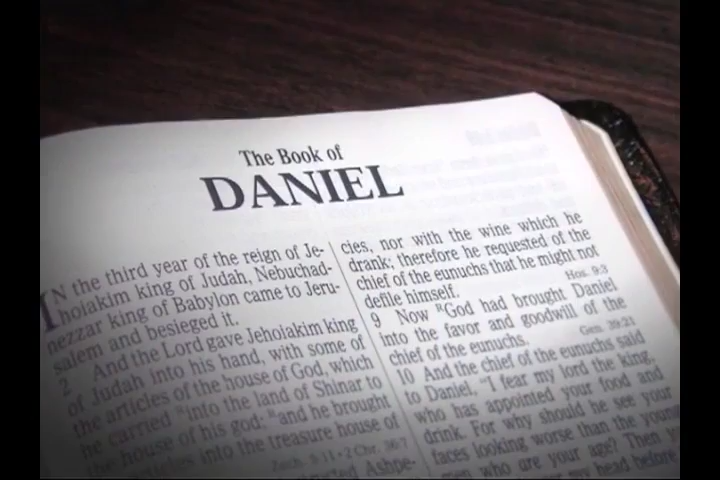 The Book of
DANIEL
IN the third year of the reign of Je-
hoiakim king of Judah, Nebuchad-
nezzar king of Babylon came to Jeru-
salem and besieged it.
2 And the Lord gave Jehoiakim king
of Judah into his hand, with some of
the articles of the house of God, which
he carried into the land of Shinar to
the house of his god; and he brought
into the treasure house of
cies, nor with the wine which he
drank; therefore he requested of the
chief of the eunuchs that he might not
defile himself.
Hos. 9:3
9 Now God had brought Daniel
into the favor and goodwill of the
chief of the eunuchs.
Gen. 39:21
10 And the chief of the eunuchs said
to Daniel, "I fear my lord the king,
who has appointed your food and
drink. For why should he see your
faces looking worse than the young
men who are your age? Then
my head before